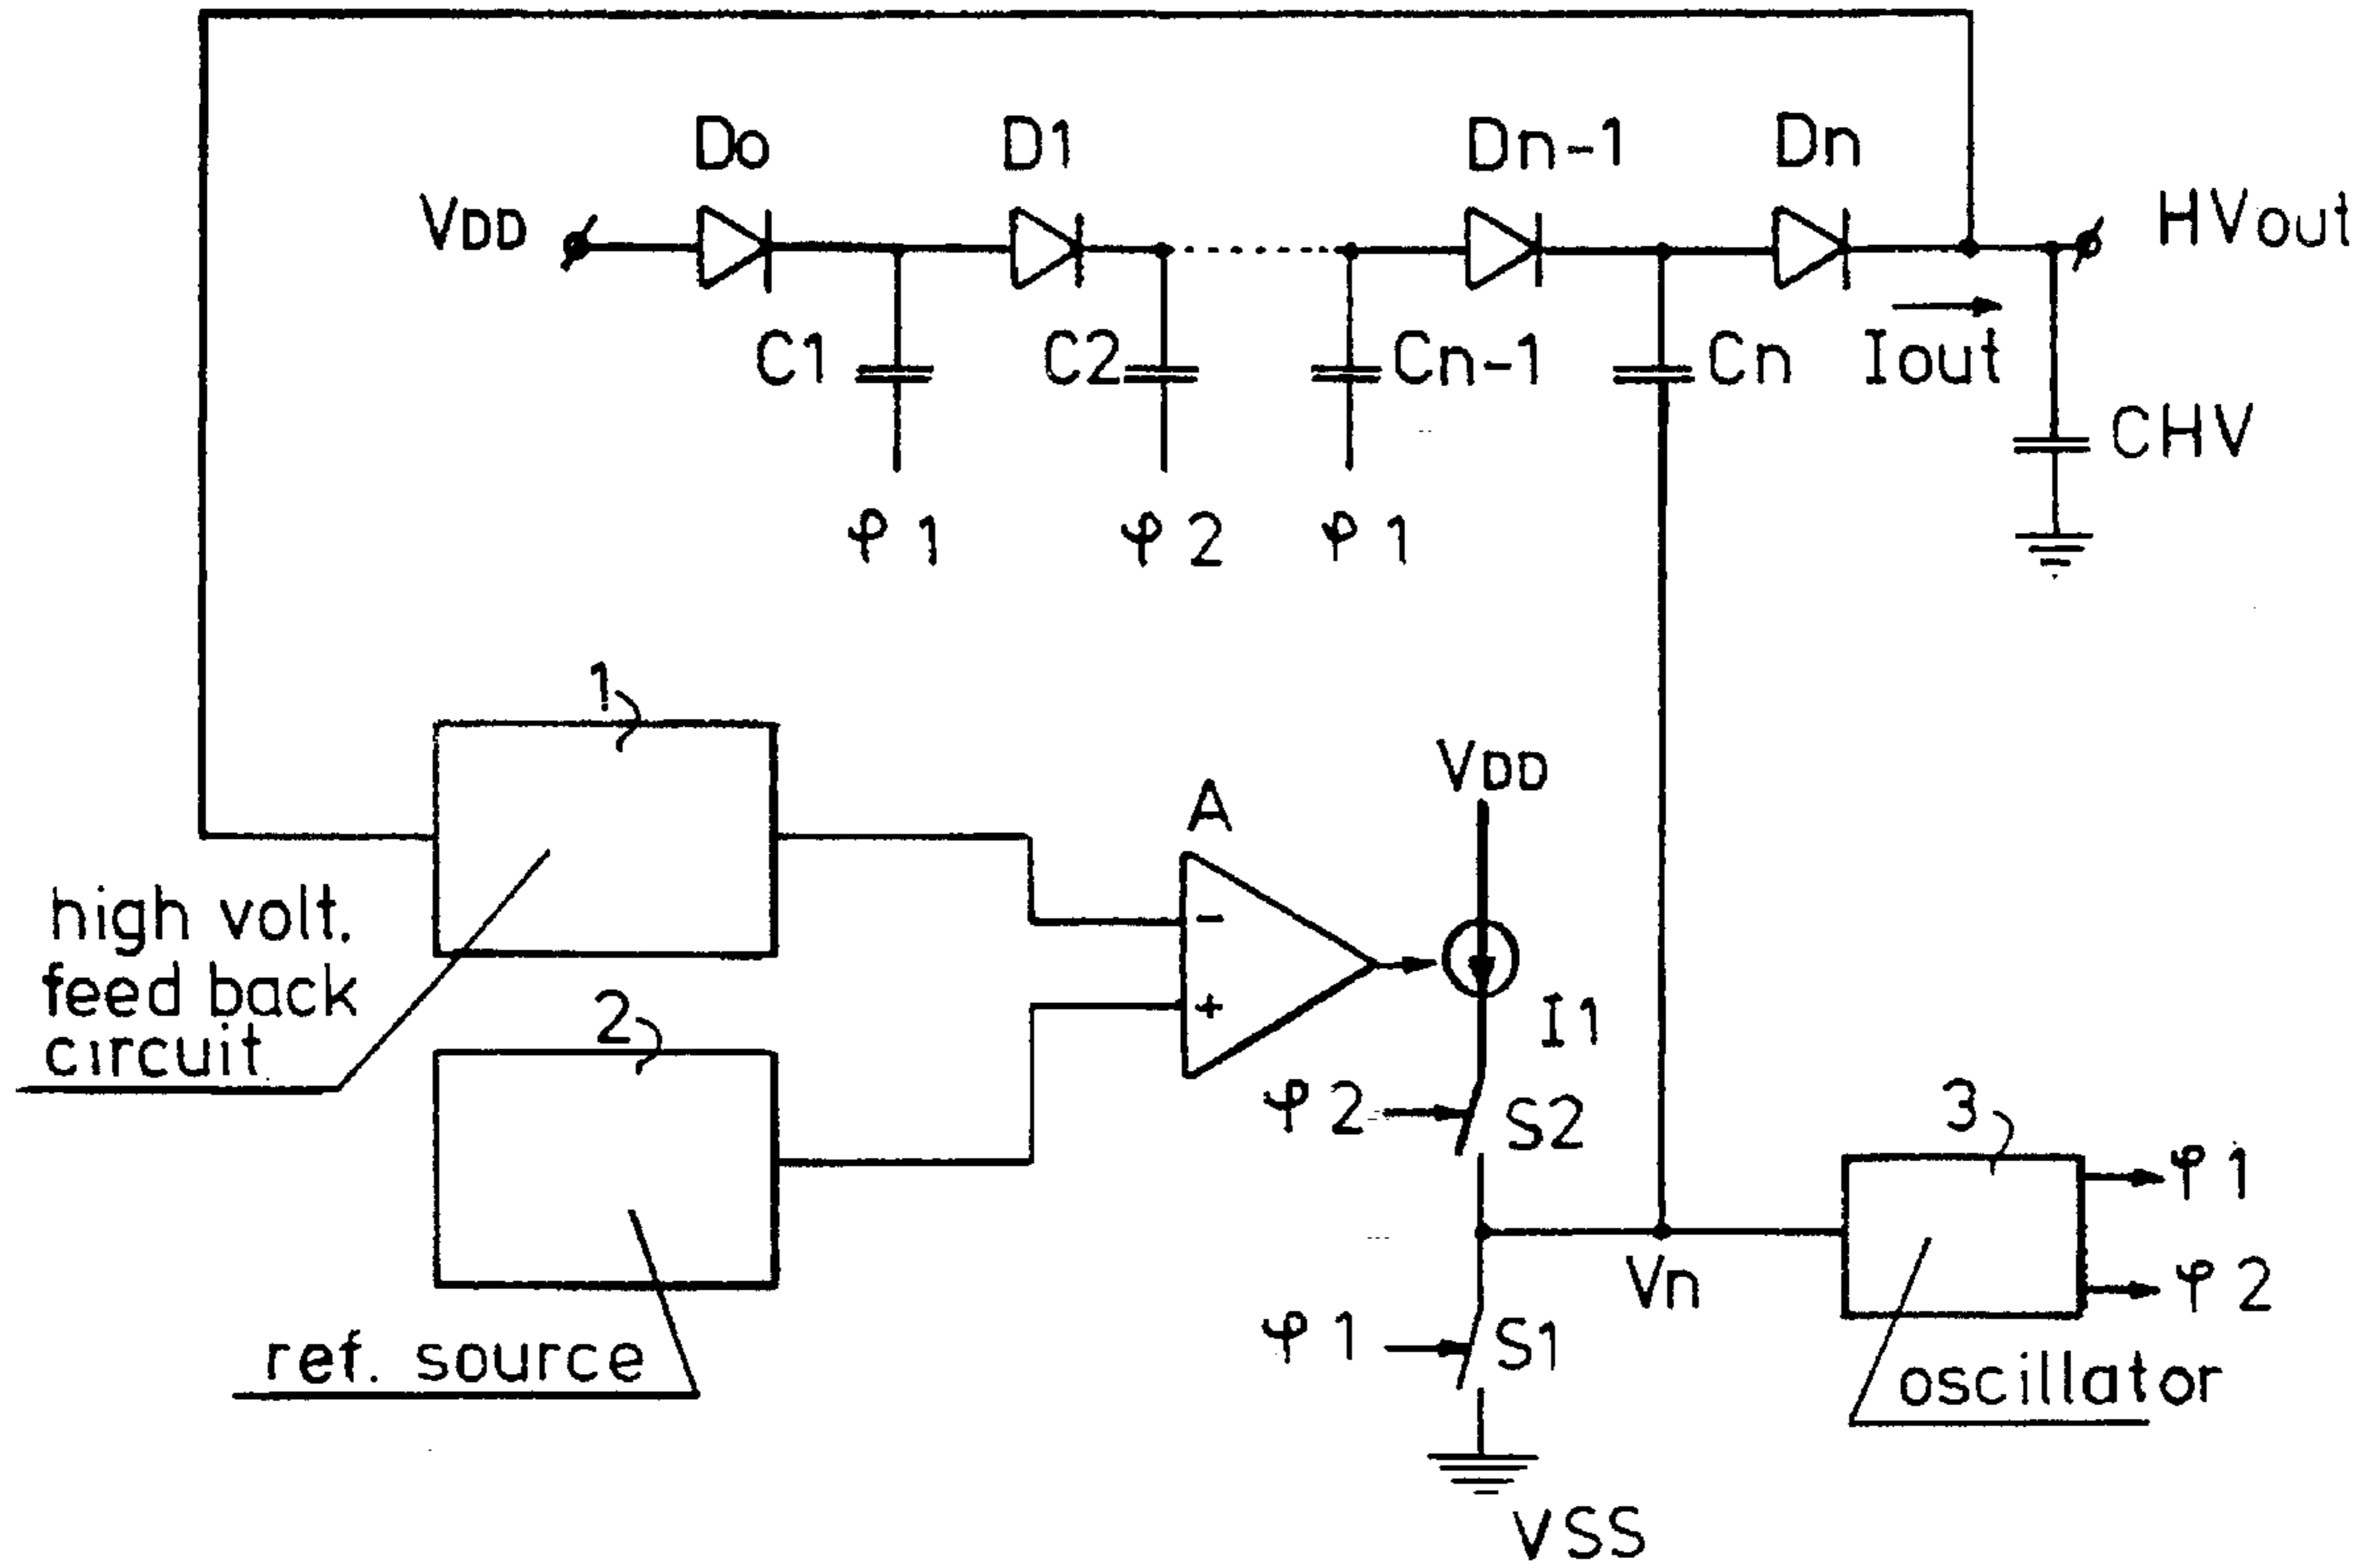 Do D1 Dn-1 Dn
VDD HVout
C1 C2 Cn-1 Cn Iout
CHV
φ1 φ2 φ1
1
VDD
A
high volt.
feed back
circuit
-
+
2
I1
φ2 S2
3
φ1
Vn
φ2
φ1 S1
ref. source
oscillator
VSS